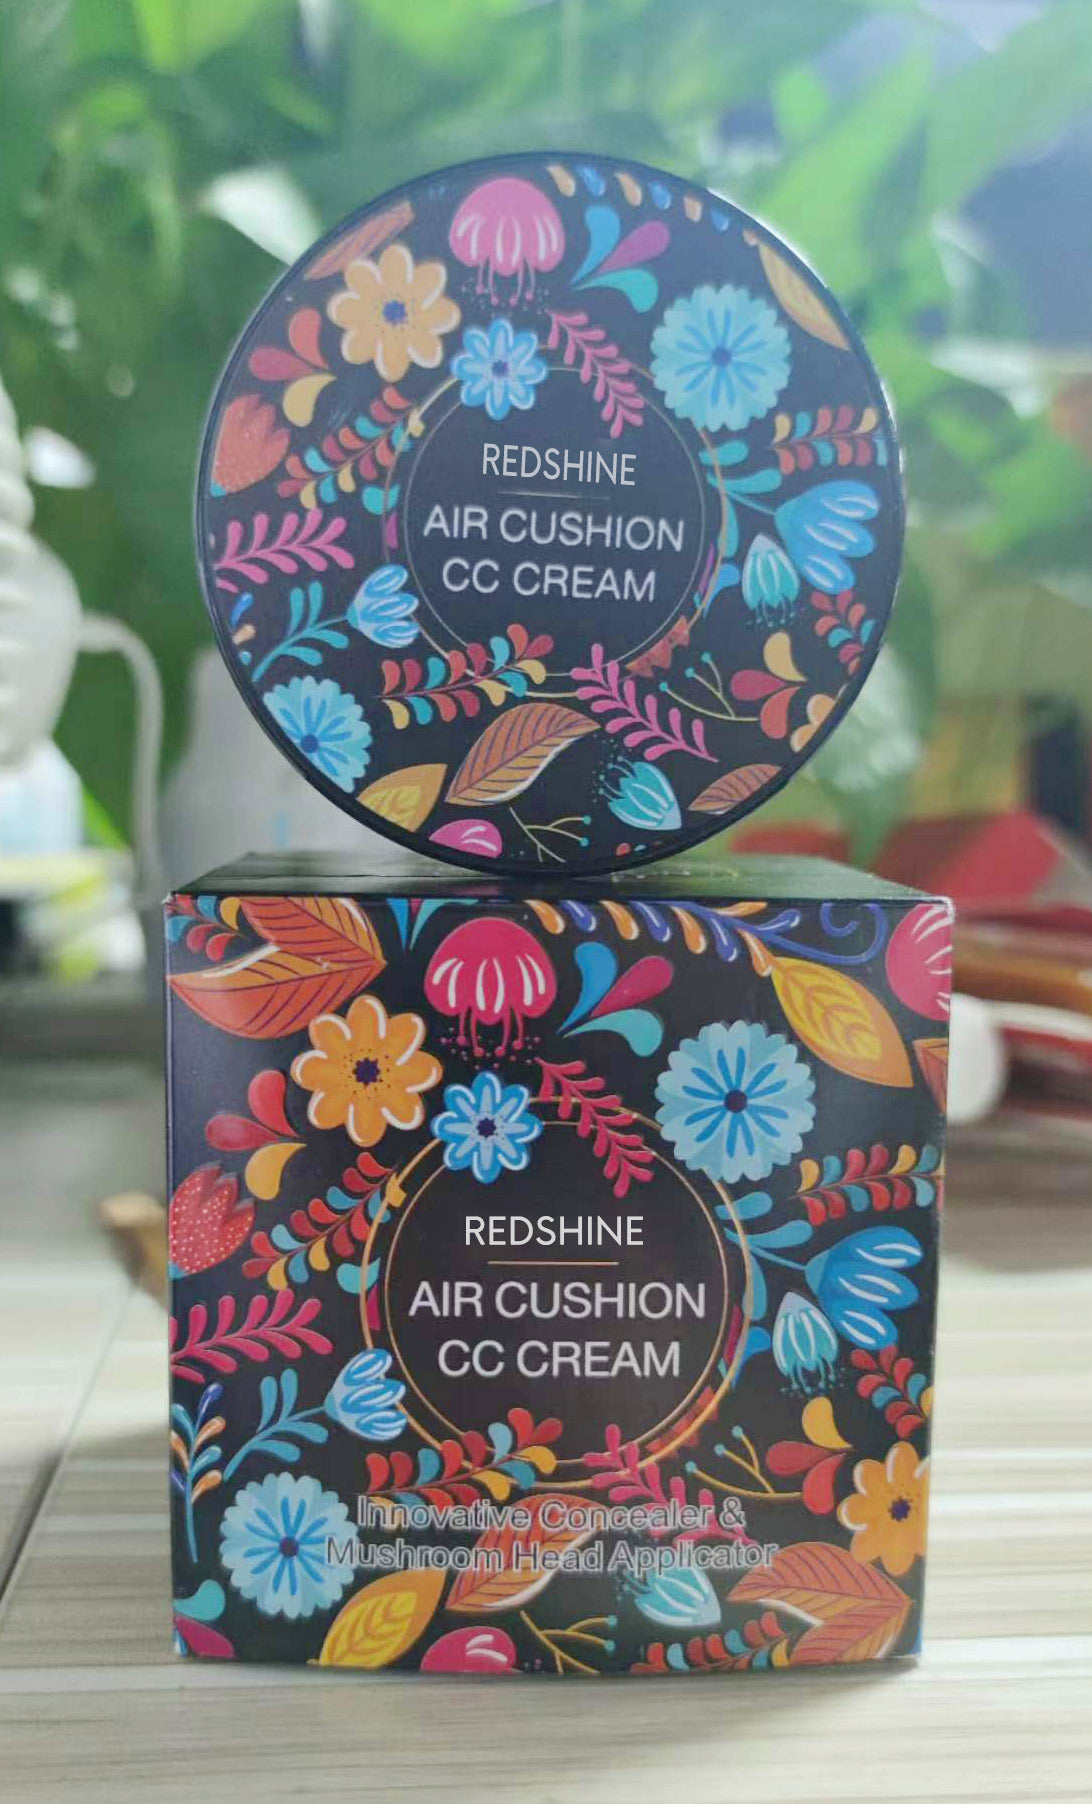 REDSHINE
AIR CUSHION
CC CREAM
REDSHINE
AIR CUSHION
CC CREAM
Innovative Concealer &
Mushroom Head Applicator